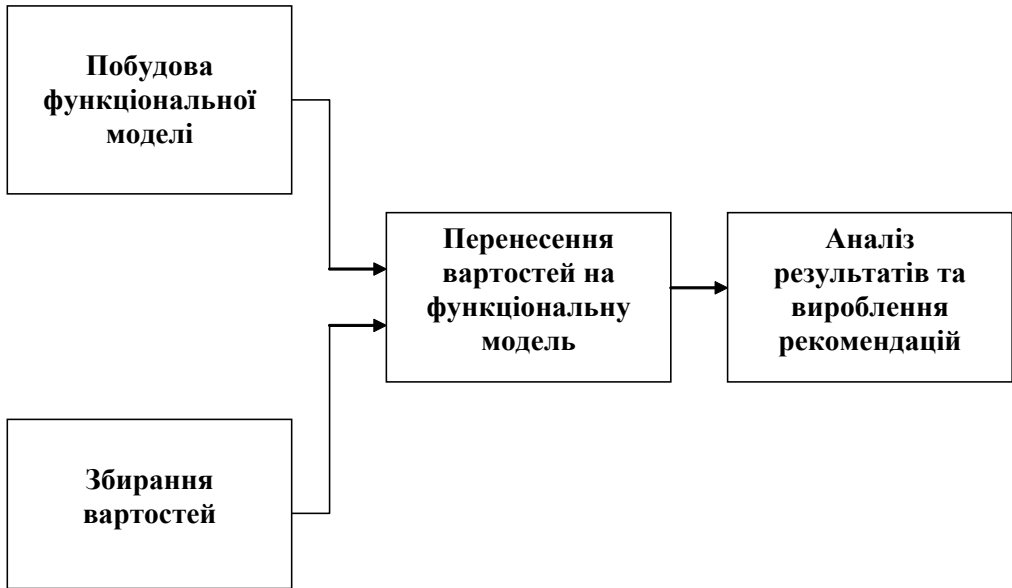 Побудова
функціональної
моделі
Перенесення
вартостей на
функціональну
модель
Аналіз
результатів та
вироблення
рекомендацій
Збирання
вартостей